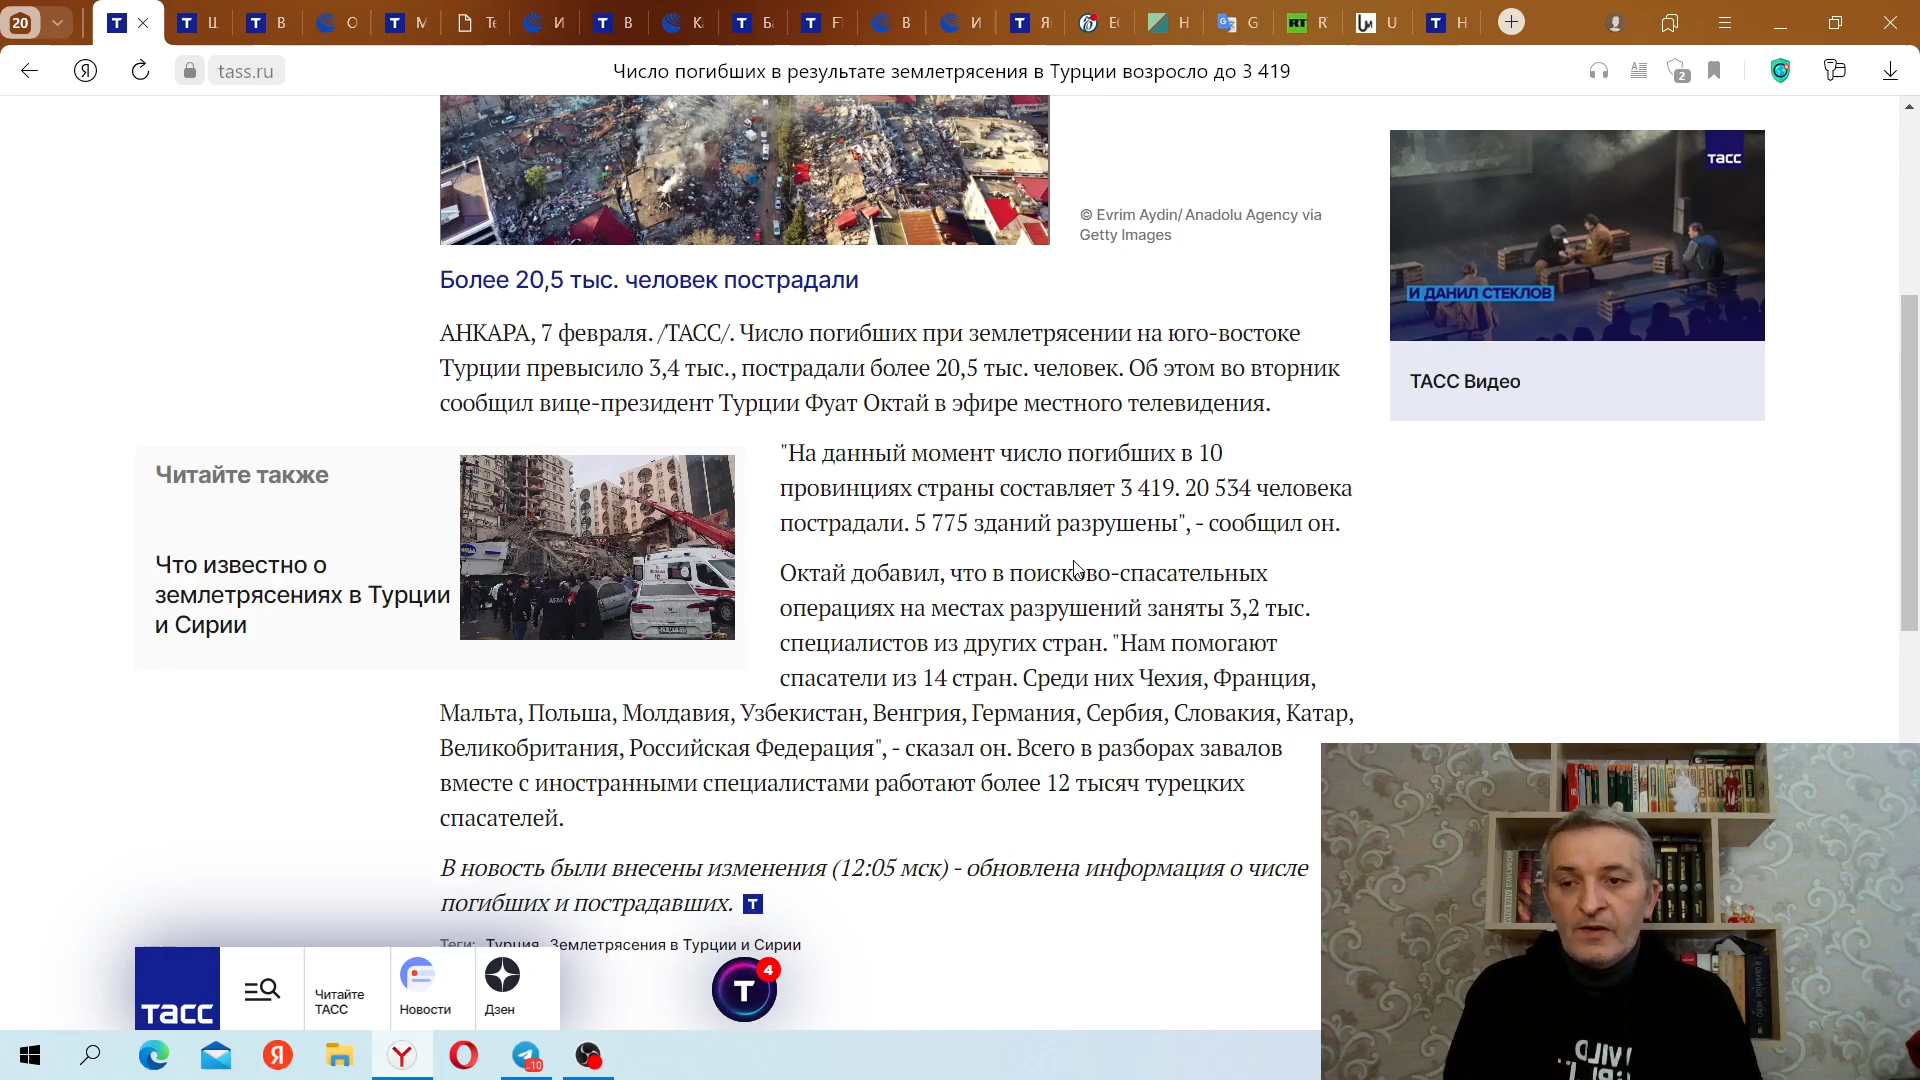 20
Т
Т Ц
Т В
О
Т М
Те
И
Т В
К
Т Б
Т F
В
И
Т Я
Е
Н
G
RT R
U
Т Н
Я
tass.ru
Число погибших в результате землетрясения в Турции возросло до 3 419
2
тасс
© Evrim Aydin/Anadolu Agency via
Getty Images
И ДАНИЛ СТЕКЛОВ
ТАСС Видео
Более 20,5 тыс. человек пострадали
АНКАРА, 7 февраля. /ТАСС/. Число погибших при землетрясении на юго-востоке
Турции превысило 3,4 тыс., пострадали более 20,5 тыс. человек. Об этом во вторник
сообщил вице-президент Турции Фуат Октай в эфире местного телевидения.
Читайте также
Что известно о
землетрясениях в Турции
и Сирии
"На данный момент число погибших в 10
провинциях страны составляет 3 419. 20 534 человека
пострадали. 5 775 зданий разрушены", - сообщил он.
Октай добавил, что в поисково-спасательных
операциях на местах разрушений заняты 3,2 тыс.
специалистов из других стран. "Нам помогают
спасатели из 14 стран. Среди них Чехия, Франция,
Мальта, Польша, Молдавия, Узбекистан, Венгрия, Германия, Сербия, Словакия, Катар,
Великобритания, Российская Федерация", - сказал он. Всего в разборах завалов
вместе с иностранными специалистами работают более 12 тысяч турецких
спасателей.
В новость были внесены изменения (12:05 мск) - обновлена информация о числе
погибших и пострадавших. Т
Теги: Турция Землетрясения в Турции и Сирии
тасс
Читайте
ТАСС
Новости
Дзен
Т 4
Я
Y
10
WILD